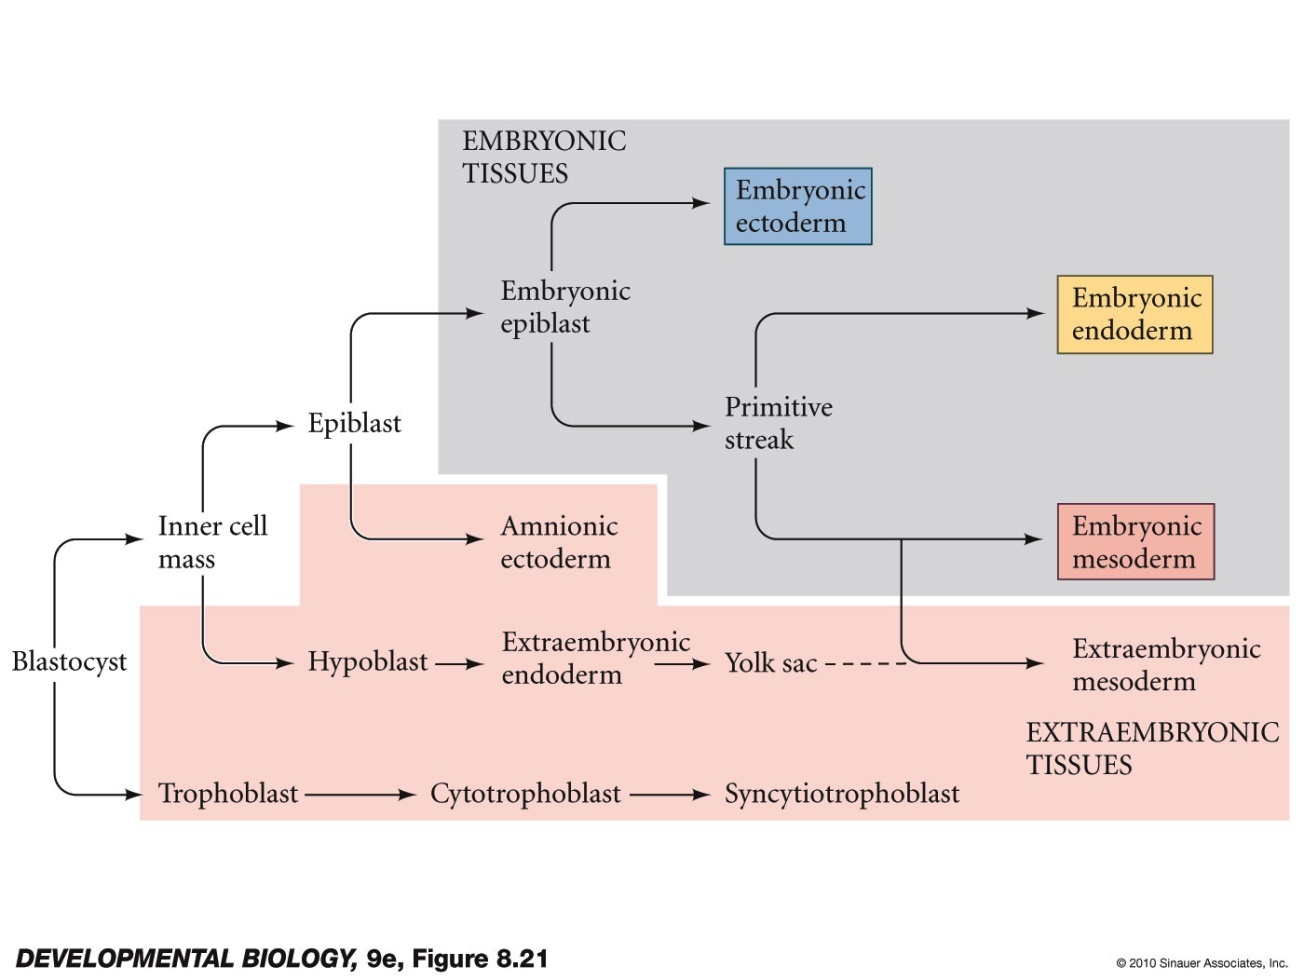 EMBRYONIC
TISSUES
Embryonic
ectoderm
Embryonic
epiblast
Embryonic
endoderm
Primitive
streak
Epiblast
Inner cell
mass
Amnionic
ectoderm
Embryonic
mesoderm
Blastocyst
Hypoblast
Extraembryonic
endoderm
Yolk sac
Extraembryonic
mesoderm
EXTRAEMBRYONIC
TISSUES
Trophoblast
Cytotrophoblast
Syncytiotrophoblast
DEVELOPMENTAL BIOLOGY, 9e, Figure 8.21
© 2010 Sinauer Associates, Inc.